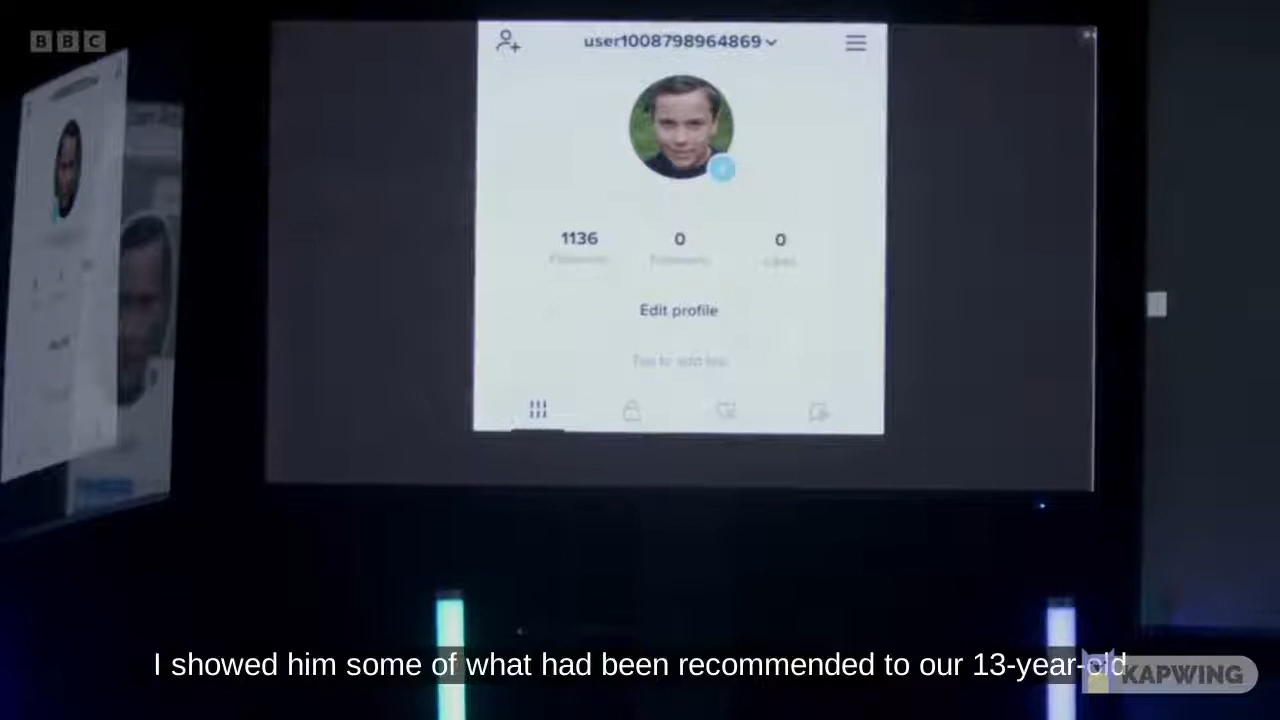 BBC
user1008798964869
1136 0 0
Edit profile
I showed him some of what had been recommended to our 13-year-old
KAPWING